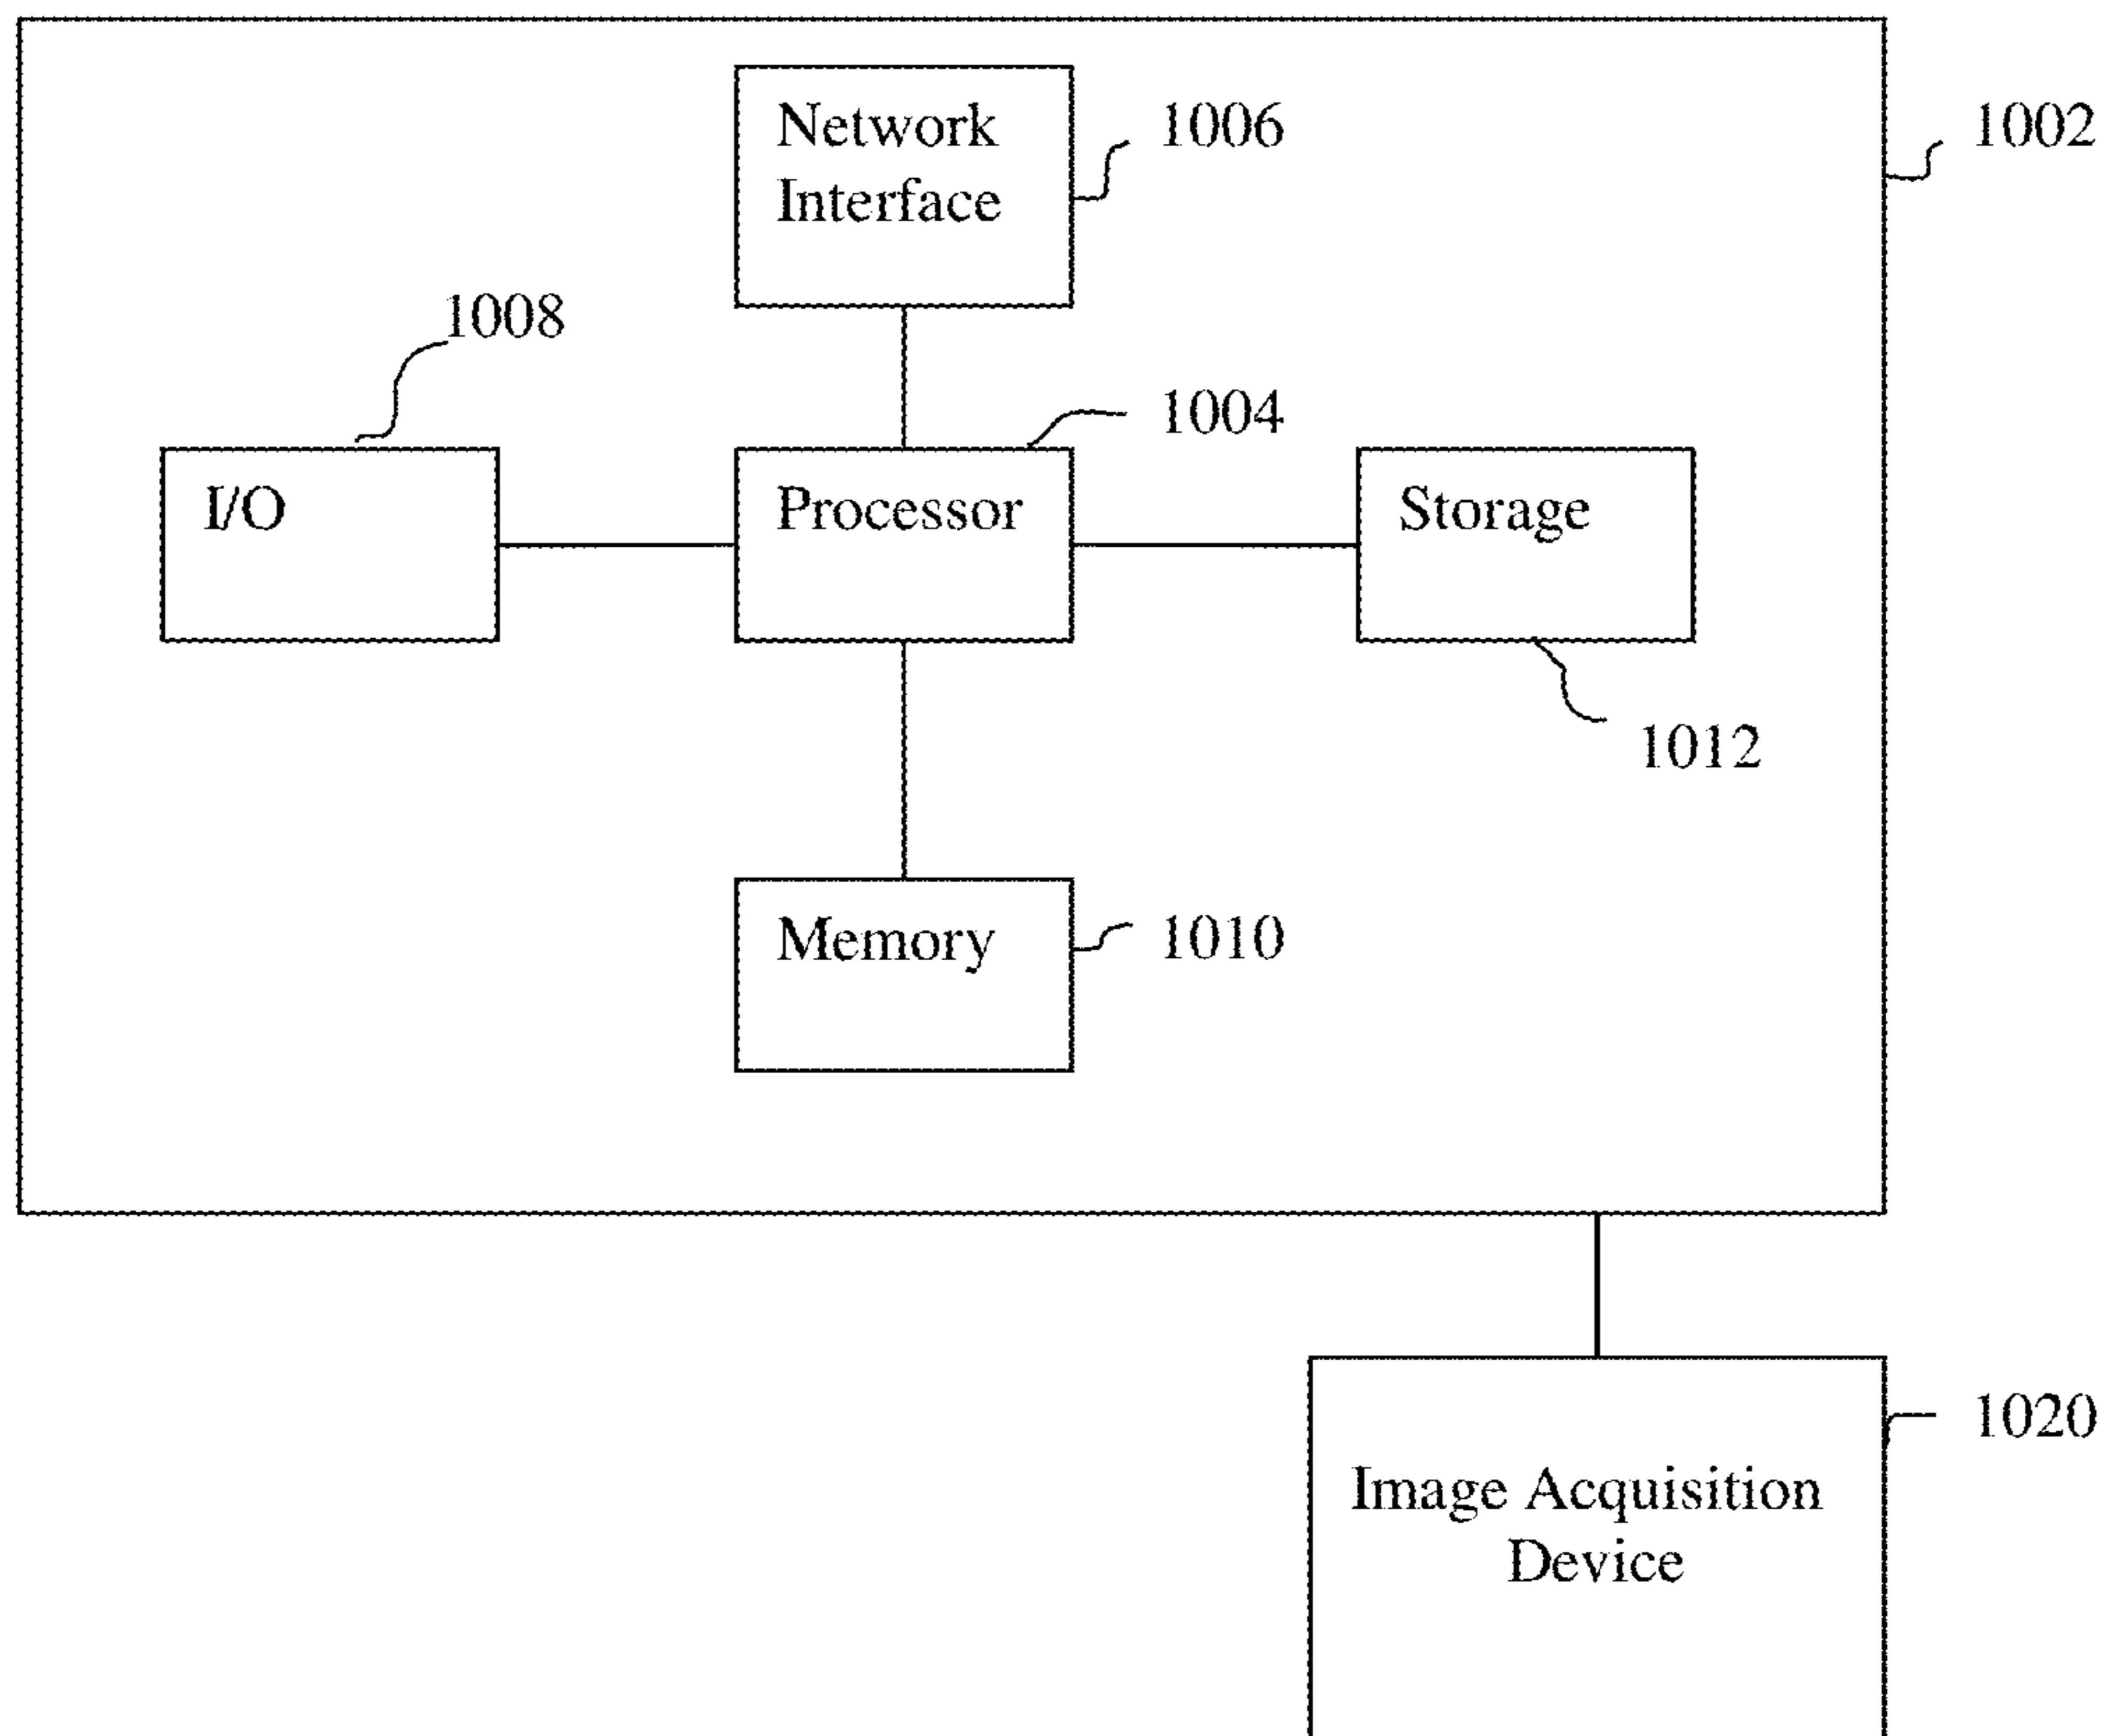 Network
Interface
1006
1002
1008
1004
I/O
Processor
Storage
1012
Memory
1010
1020
Image Acquisition
Device